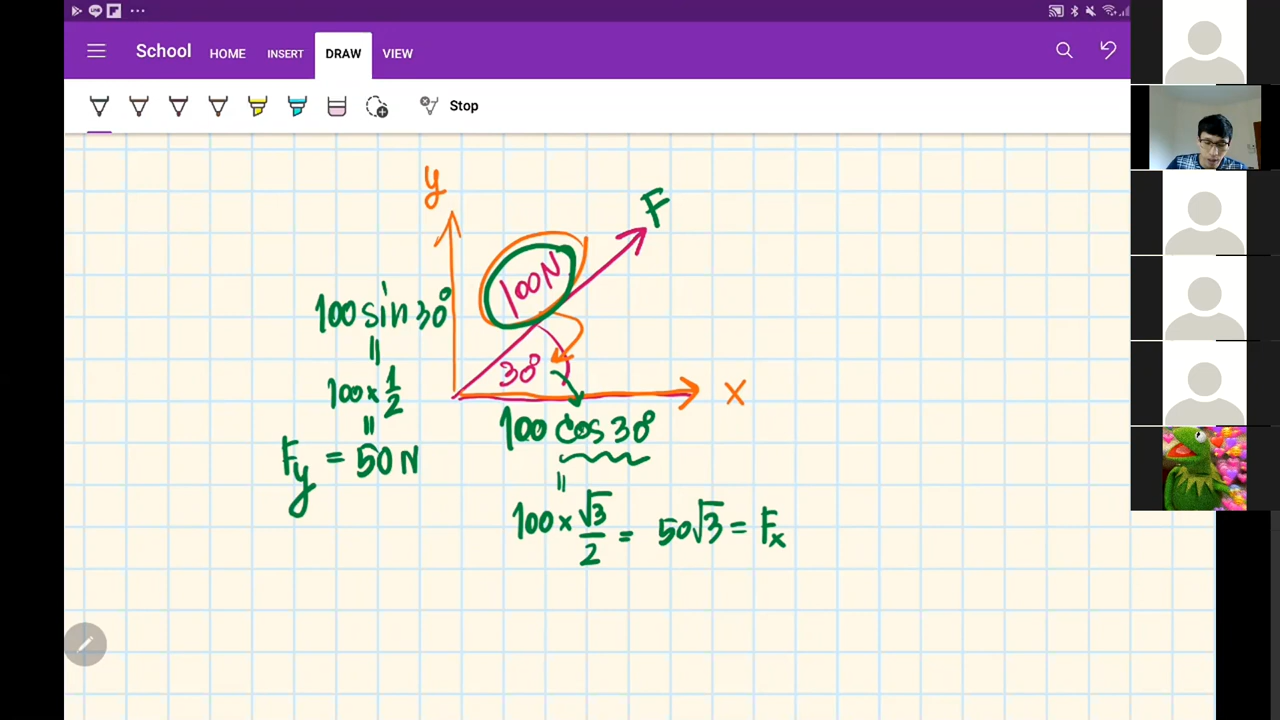 School HOME INSERT DRAW VIEW
Stop
y
F
100N
100 sin 30°
30°
=
100 × 1/2
x
100 cos 30°
=
Fy = 50 N
=
100 × √3/2 = 50√3 = Fx